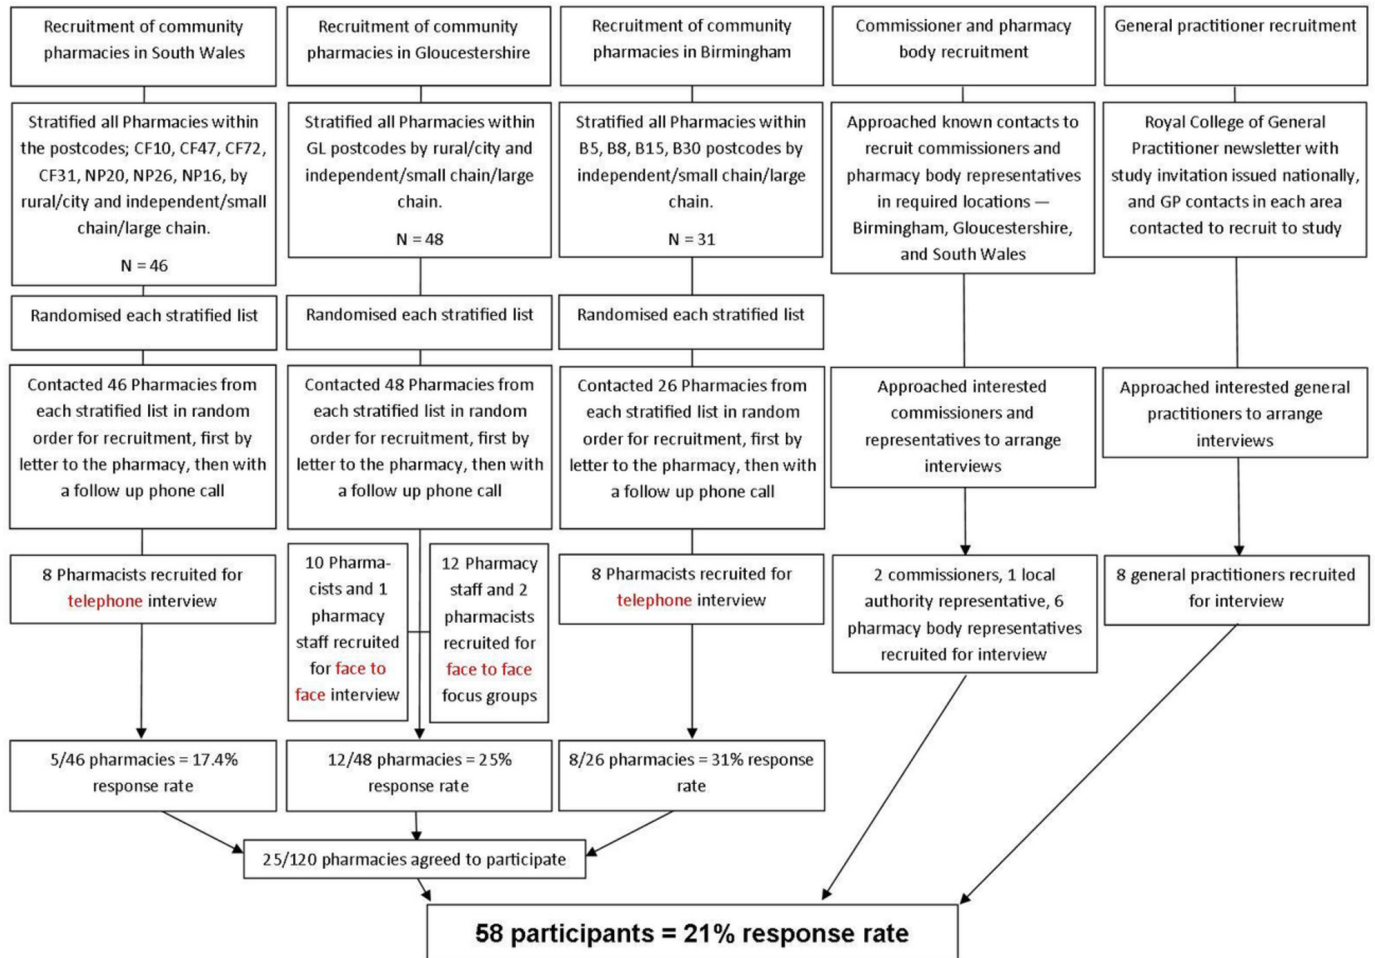 Recruitment of community
pharmacies in South Wales
Recruitment of community
pharmacies in Gloucestershire
Recruitment of community
pharmacies in Birmingham
Commissioner and pharmacy
body recruitment
General practitioner recruitment
Stratified all Pharmacies within
the postcodes; CF10, CF47, CF72,
CF31, NP20, NP26, NP16, by
rural/city and independent/small
chain/large chain.
N = 46
Stratified all Pharmacies within
GL postcodes by rural/city and
independent/small chain/large
chain.
N = 48
Stratified all Pharmacies within
B5, B8, B15, B30 postcodes by
independent/small chain/large
chain.
N = 31
Approached known contacts to
recruit commissioners and
pharmacy body representatives
in required locations —
Birmingham, Gloucestershire,
and South Wales
Royal College of General
Practitioner newsletter with
study invitation issued nationally,
and GP contacts in each area
contacted to recruit to study
Randomised each stratified list
Randomised each stratified list
Randomised each stratified list
Contacted 46 Pharmacies from
each stratified list in random
order for recruitment, first by
letter to the pharmacy, then with
a follow up phone call
Contacted 48 Pharmacies from
each stratified list in random
order for recruitment, first by
letter to the pharmacy, then with
a follow up phone call
Contacted 26 Pharmacies from
each stratified list in random
order for recruitment, first by
letter to the pharmacy, then with
a follow up phone call
Approached interested
commissioners and
representatives to arrange
interviews
Approached interested general
practitioners to arrange
interviews
8 Pharmacists recruited for
telephone interview
10 Pharma-
cists and 1
pharmacy
staff recruited
for face to
face interview
12 Pharmacy
staff and 2
pharmacists
recruited for
face to face
focus groups
8 Pharmacists recruited for
telephone interview
2 commissioners, 1 local
authority representative, 6
pharmacy body representatives
recruited for interview
8 general practitioners recruited
for interview
5/46 pharmacies = 17.4%
response rate
12/48 pharmacies = 25%
response rate
8/26 pharmacies = 31% response
rate
25/120 pharmacies agreed to participate
58 participants = 21% response rate